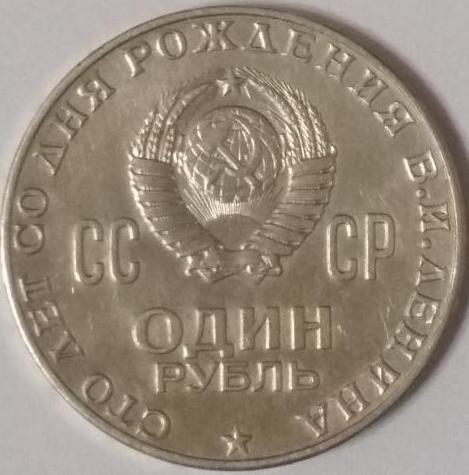 СТО ЛЕТ СО ДНЯ РОЖДЕНИЯ В.И.ЛЕНИНА
СС СР
ОДИН
РУБЛЬ